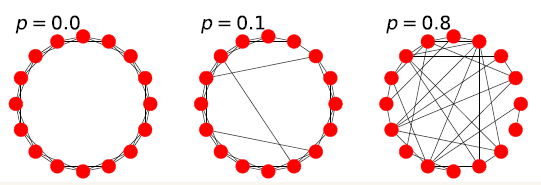 p = 0.0
p = 0.1
p = 0.8